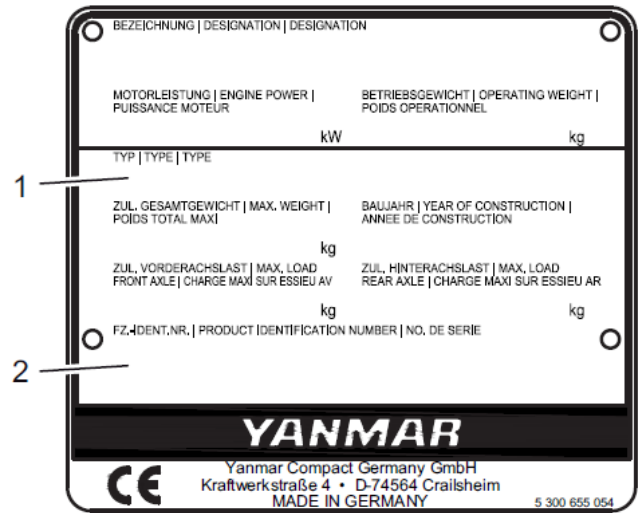 BEZEICHNUNG | DESIGNATION | DESIGNATION
MOTORLEISTUNG | ENGINE POWER |
PUISSANCE MOTEUR
BETRIEBSGEWICHT | OPERATING WEIGHT |
POIDS OPERATIONNEL
kW
kg
TYP | TYPE | TYPE
1
ZUL. GESAMTGEWICHT | MAX. WEIGHT |
POIDS TOTAL MAXI
BAUJAHR | YEAR OF CONSTRUCTION |
ANNEE DE CONSTRUCTION
kg
ZUL. VORDERACHSLAST | MAX. LOAD
FRONT AXLE | CHARGE MAXI SUR ESSIEU AV
ZUL. HINTERACHSLAST | MAX. LOAD
REAR AXLE | CHARGE MAXI SUR ESSIEU AR
kg
kg
FZ.-IDENT.NR. | PRODUCT IDENTIFICATION NUMBER | NO. DE SERIE
2
YANMAR
CE
Yanmar Compact Germany GmbH
Kraftwerkstraße 4 • D-74564 Crailsheim
MADE IN GERMANY
5 300 655 054